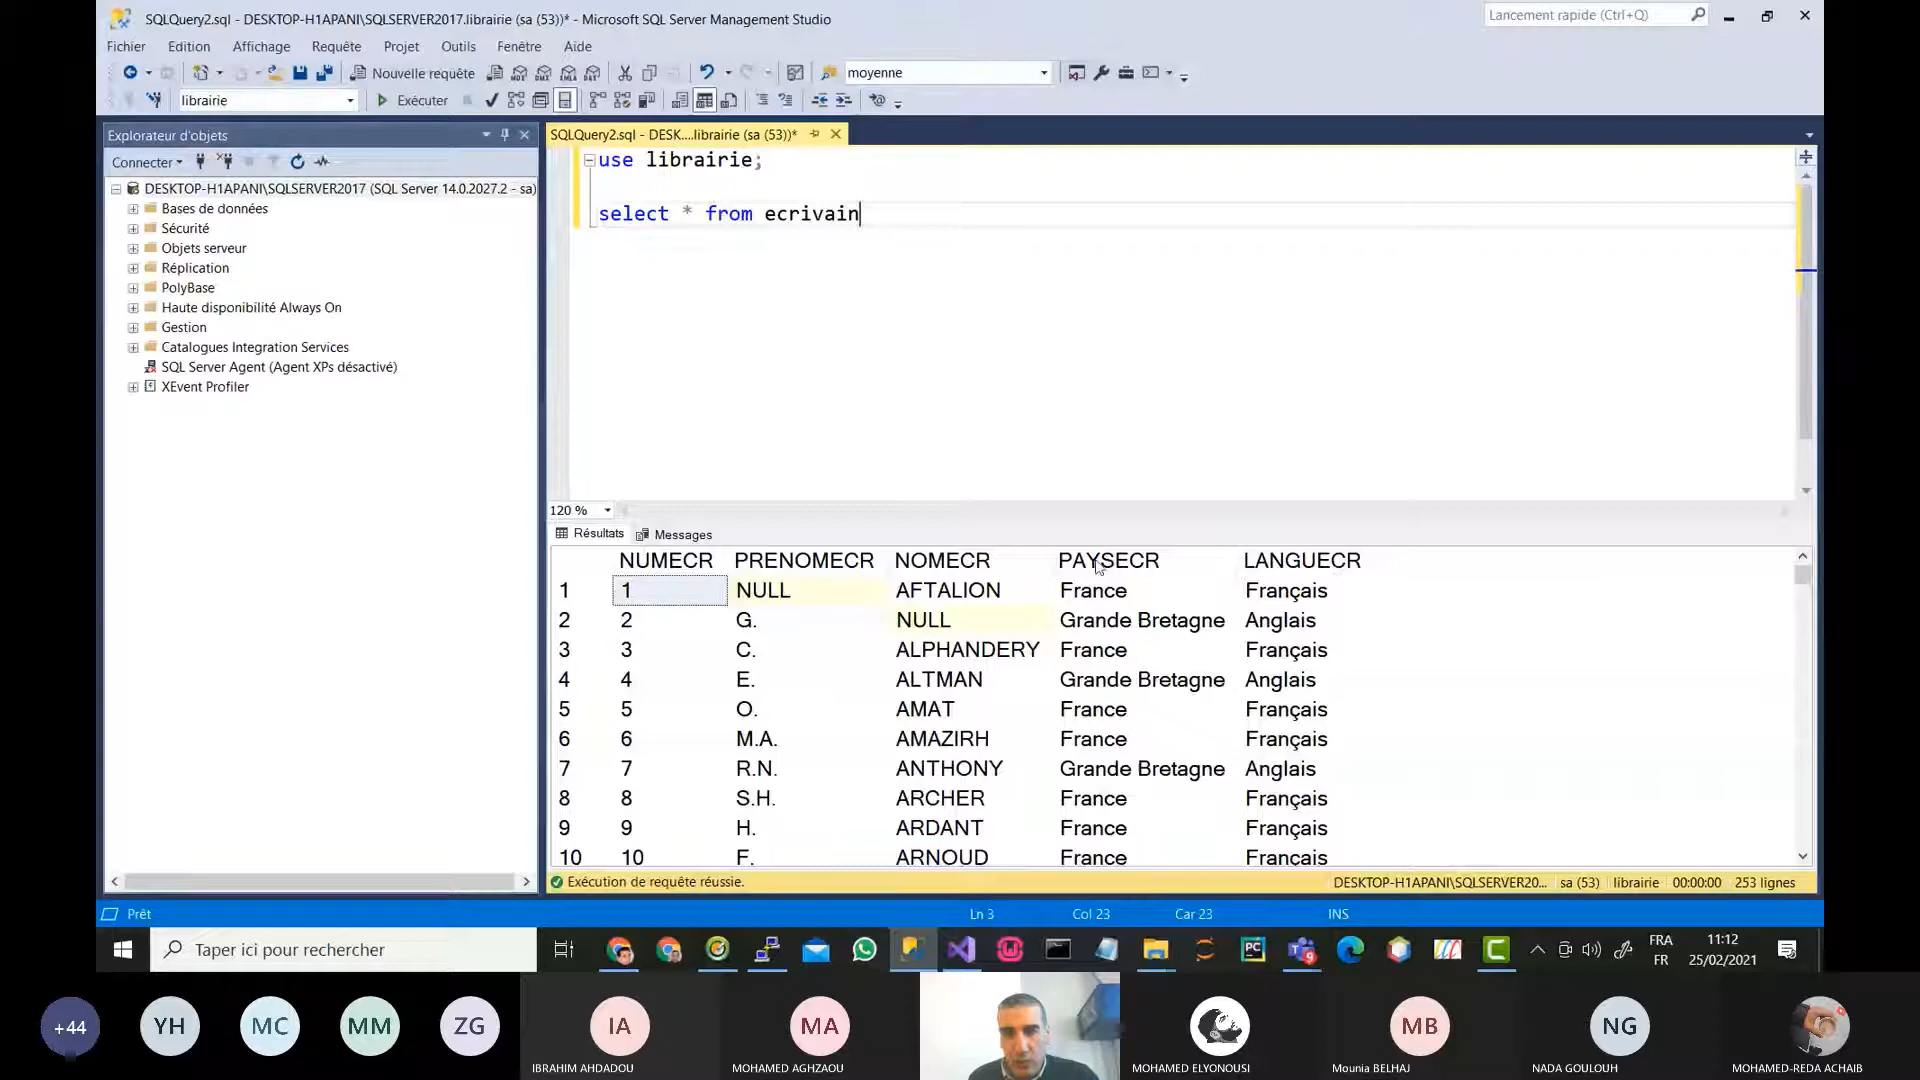 SQLQuery2.sql - DESKTOP-H1APANI\SQLSERVER2017.librairie (sa (53))* - Microsoft SQL Server Management Studio
Lancement rapide (Ctrl+Q)
Fichier Edition Affichage Requête Projet Outils Fenêtre Aide
Nouvelle requête moyenne
librairie Exécuter
Explorateur d'objets
Connecter
DESKTOP-H1APANI\SQLSERVER2017 (SQL Server 14.0.2027.2 - sa)
Bases de données
Sécurité
Objets serveur
Réplication
PolyBase
Haute disponibilité Always On
Gestion
Catalogues Integration Services
SQL Server Agent (Agent XPs désactivé)
XEvent Profiler
SQLQuery2.sql - DESK....librairie (sa (53))*
use librairie;
select * from ecrivain
120 %
Résultats Messages
NUMECR PRENOMECR NOMECR PAYSECR LANGUECR
1 1 NULL AFTALION France Français
2 2 G. NULL Grande Bretagne Anglais
3 3 C. ALPHANDERY France Français
4 4 E. ALTMAN Grande Bretagne Anglais
5 5 O. AMAT France Français
6 6 M.A. AMAZIRH France Français
7 7 R.N. ANTHONY Grande Bretagne Anglais
8 8 S.H. ARCHER France Français
9 9 H. ARDANT France Français
10 10 F. ARNOUD France Français
Exécution de requête réussie. DESKTOP-H1APANI\SQLSERVER20... sa (53) librairie 00:00:00 253 lignes
Prêt Ln 3 Col 23 Car 23 INS
Taper ici pour rechercher
FRA
FR
11:12
25/02/2021
+44 YH MC MM ZG IA MA MB NG
IBRAHIM AHDADOU MOHAMED AGHZAOU MOHAMED ELYONOUSI Mounia BELHAJ NADA GOULOUH MOHAMED-REDA ACHAIB